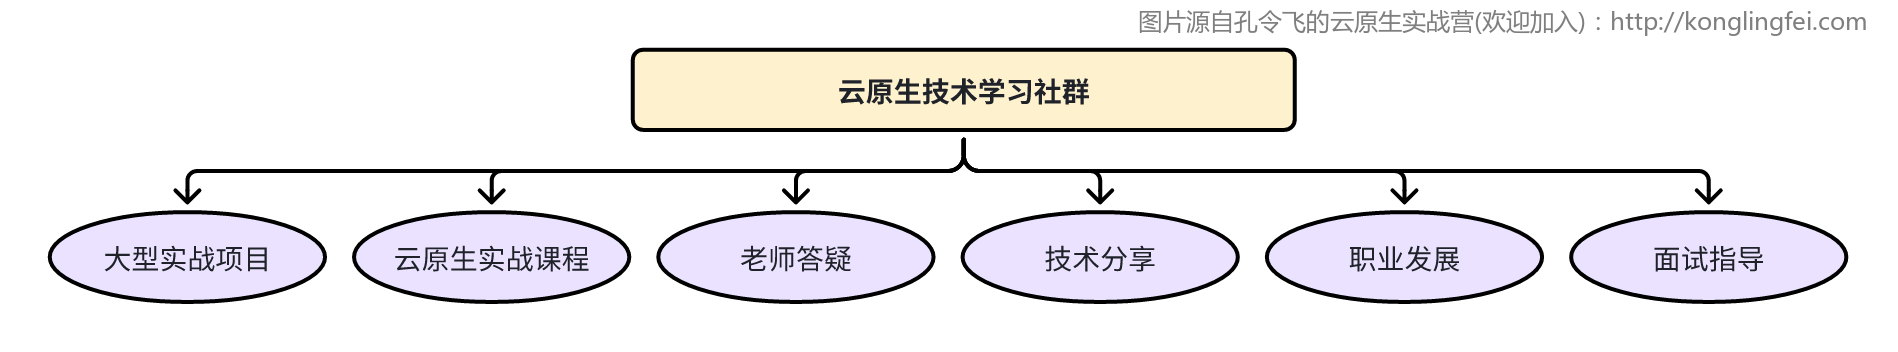 图片源自孔令飞的云原生实战营(欢迎加入)：http://konglingfei.com
云原生技术学习社群
大型实战项目
云原生实战课程
老师答疑
技术分享
职业发展
面试指导